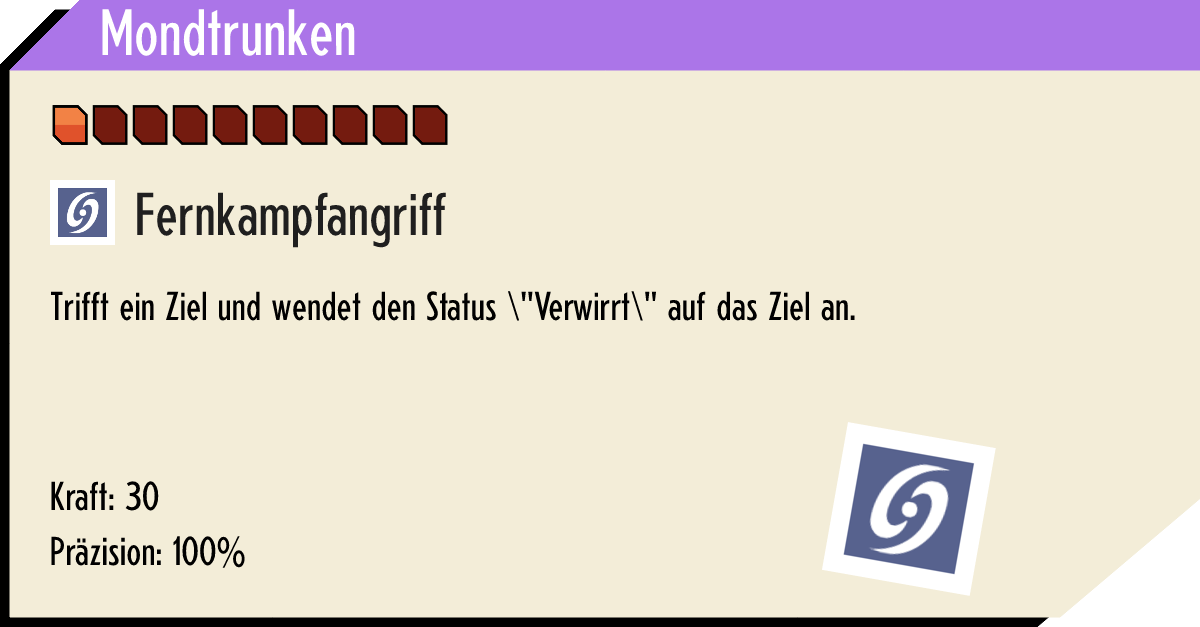 Mondtrunken
Fernkampfangriff
Trifft ein Ziel und wendet den Status \"Verwirrt\" auf das Ziel an.
Kraft: 30
Präzision: 100%